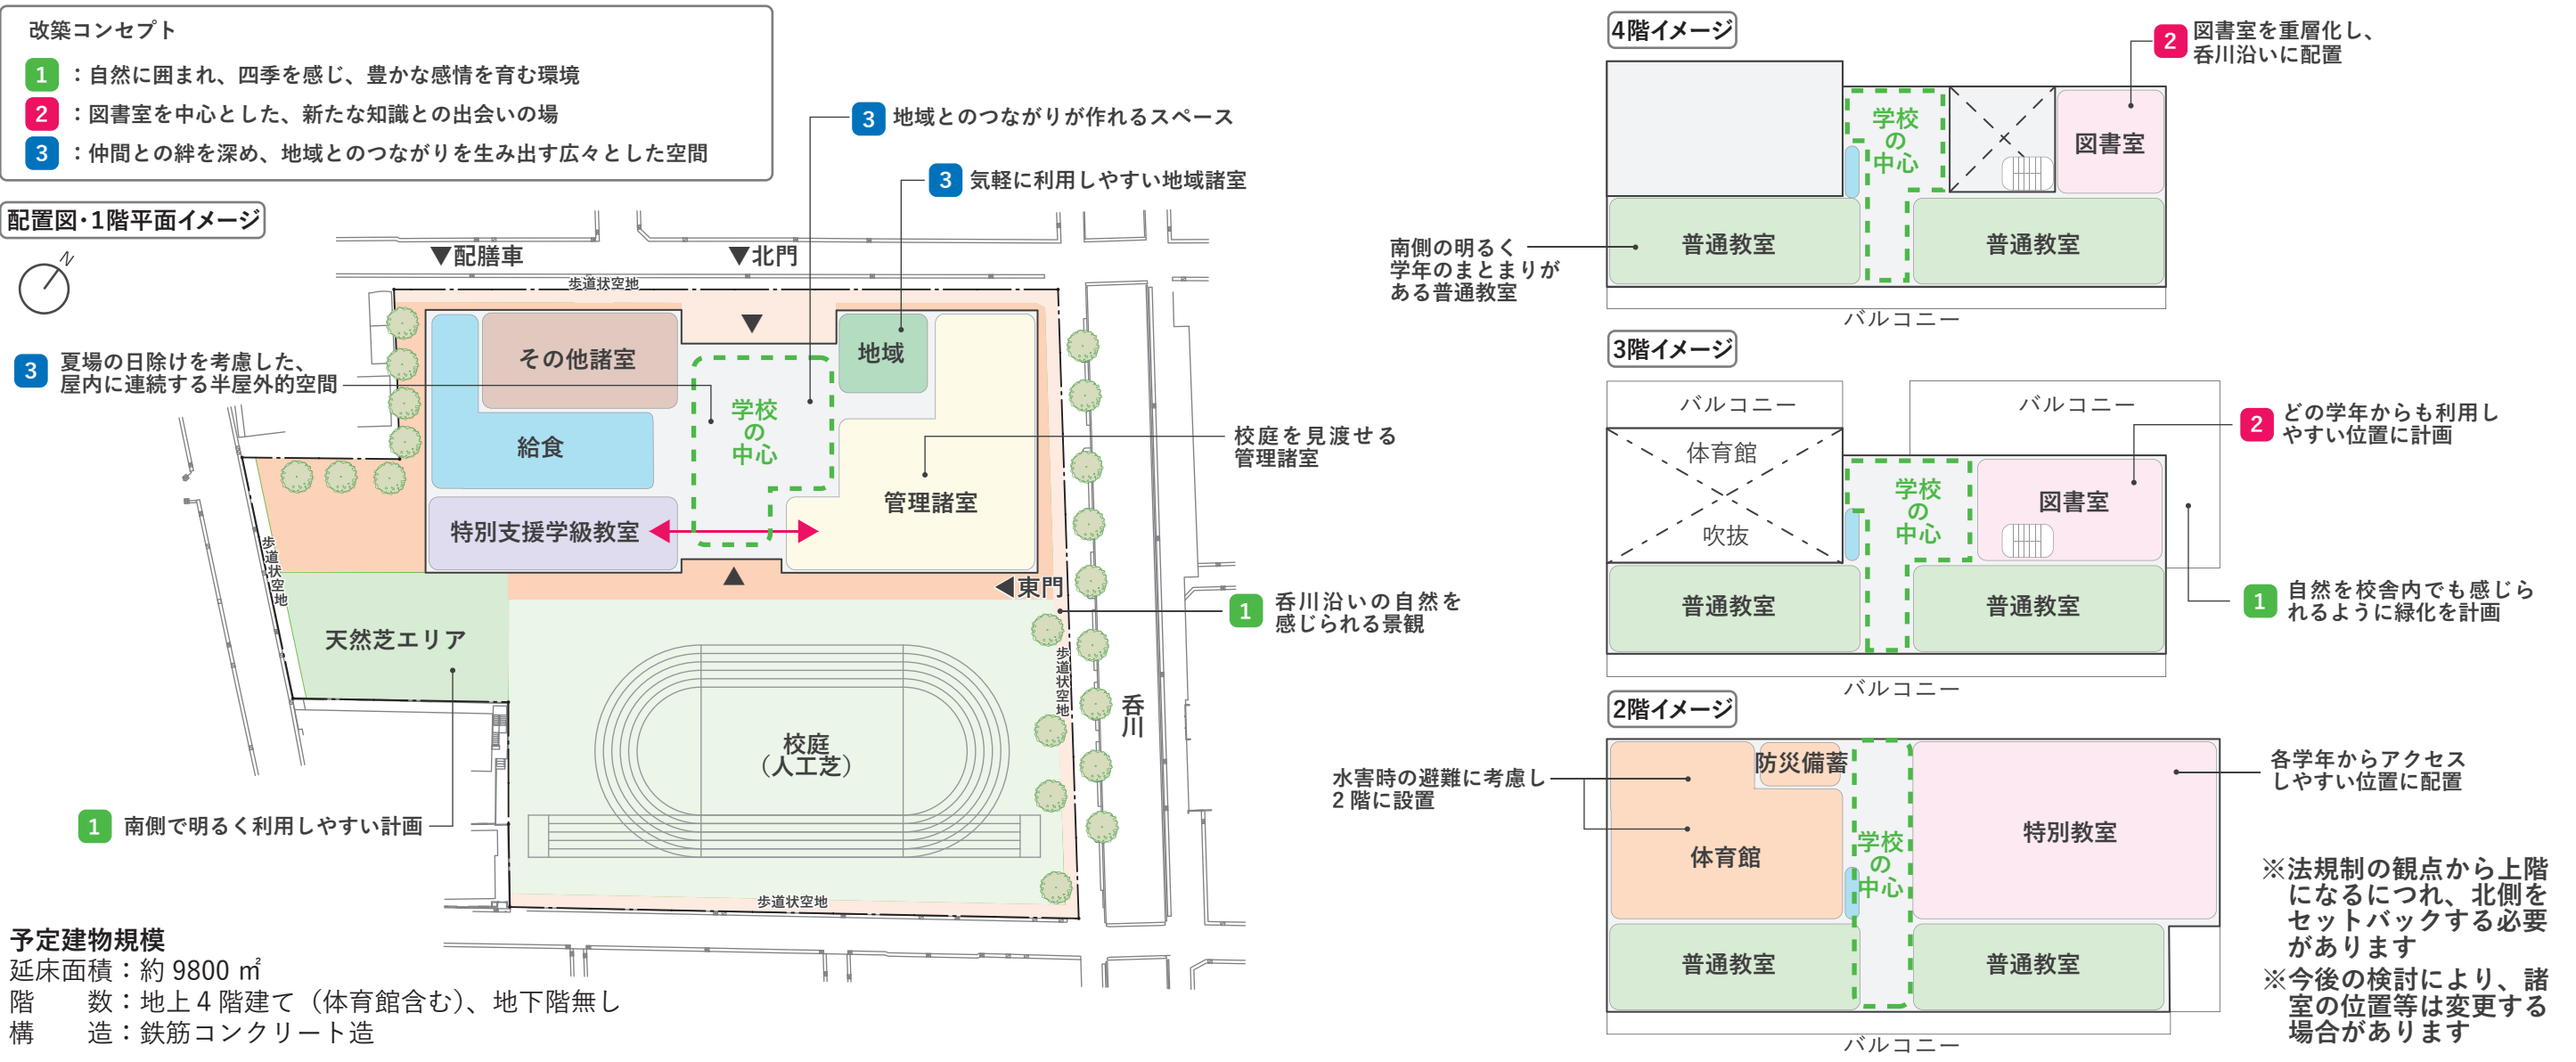 改築コンセプト
1：自然に囲まれ、四季を感じ、豊かな感情を育む環境
2：図書室を中心とした、新たな知識との出会いの場
3：仲間との絆を深め、地域とのつながりを生み出す広々とした空間
配置図・1階平面イメージ
N
▼配膳車
▼北門
歩道状空地
3 地域とのつながりが作れるスペース
3 気軽に利用しやすい地域諸室
3 夏場の日除けを考慮した、
屋内に連続する半屋外的空間
その他諸室
地域
学校
の
中心
給食
管理諸室
特別支援学級教室
校庭を見渡せる
管理諸室
◀東門
歩道状空地
天然芝エリア
1 呑川沿いの自然を
感じられる景観
歩道状空地
呑川
校庭
（人工芝）
1 南側で明るく利用しやすい計画
歩道状空地
予定建物規模
延床面積：約 9800 ㎡
階　　数：地上 4 階建て（体育館含む）、地下階無し
構　　造：鉄筋コンクリート造
4階イメージ
2 図書室を重層化し、
呑川沿いに配置
学校
の
中心
図書室
南側の明るく
学年のまとまりが
ある普通教室
普通教室
普通教室
バルコニー
3階イメージ
バルコニー
バルコニー
2 どの学年からも利用し
やすい位置に計画
体育館
吹抜
学校
の
中心
図書室
1 自然を校舎内でも感じら
れるように緑化を計画
普通教室
普通教室
バルコニー
2階イメージ
防災備蓄
水害時の避難に考慮し
2 階に設置
各学年からアクセス
しやすい位置に配置
体育館
学校
の
中心
特別教室
普通教室
普通教室
バルコニー
※法規制の観点から上階
になるにつれ、北側を
セットバックする必要
があります
※今後の検討により、諸
室の位置等は変更する
場合があります